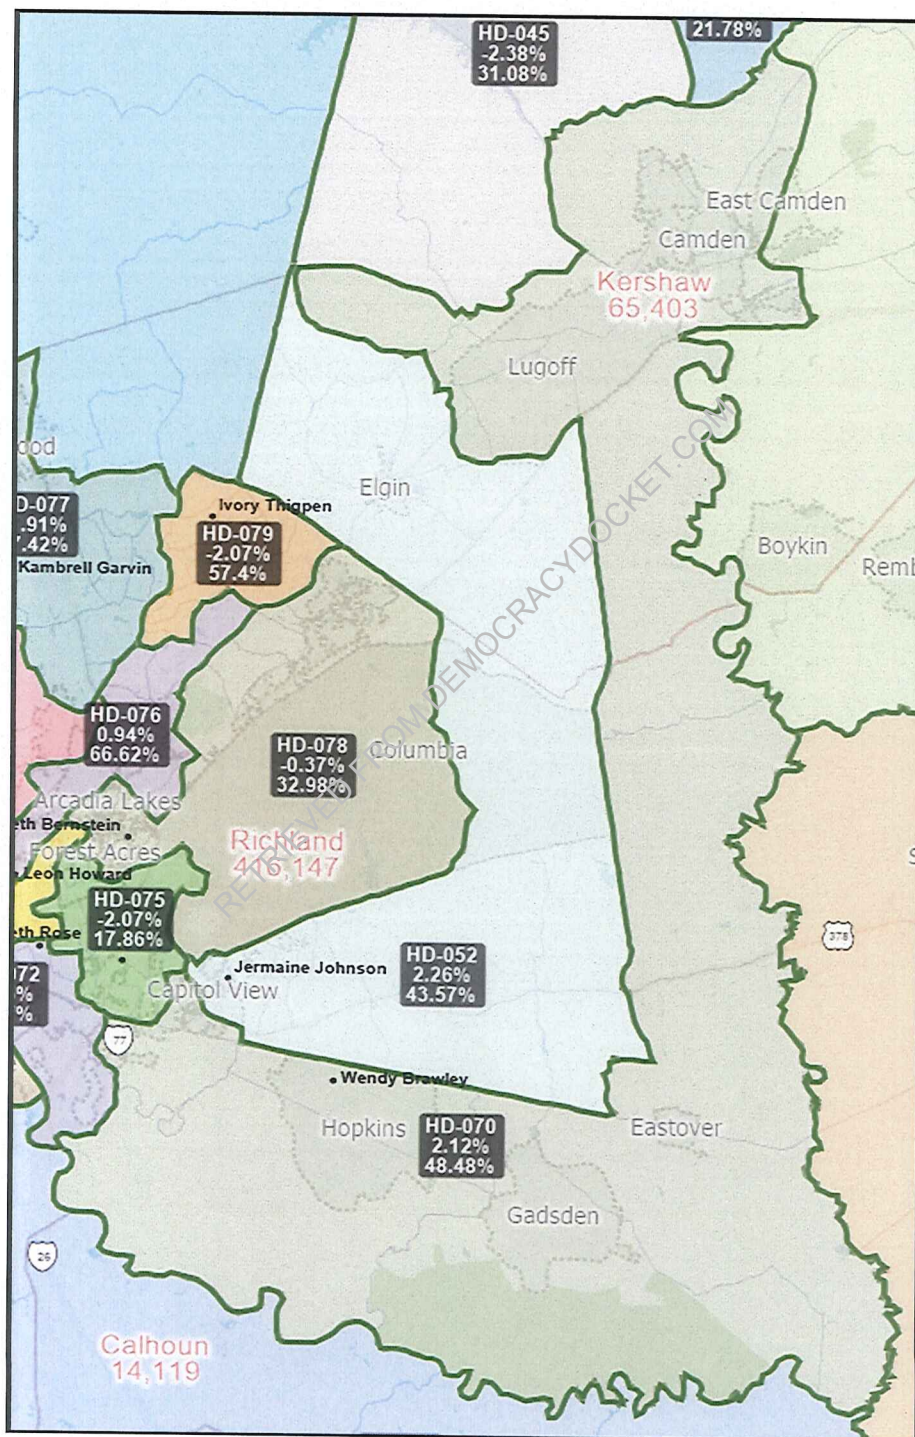 HD-045
-2.38%
31.08%
21.78%
East Camden
Camden
Kershaw
65,403
Lugoff
ood
Elgin
D-077
.91%
7.42%
Kambrell Garvin
Ivory Thigpen
HD-079
-2.07%
57.4%
Boykin
Remb
HD-076
0.94%
66.62%
HD-078
-0.37%
32.98%
Columbia
Arcadia Lakes
eth Bernstein
Forest Acres
Richland
416,147
Leon Howard
HD-075
-2.07%
17.86%
eth Rose
S
378
072
%
%
Jermaine Johnson
HD-052
2.26%
43.57%
Capitol View
77
Wendy Brawley
Hopkins
HD-070
2.12%
48.48%
Eastover
Gadsden
26
Calhoun
14,119
RETRIEVED FROM DEMOCRACYDOCKET.COM